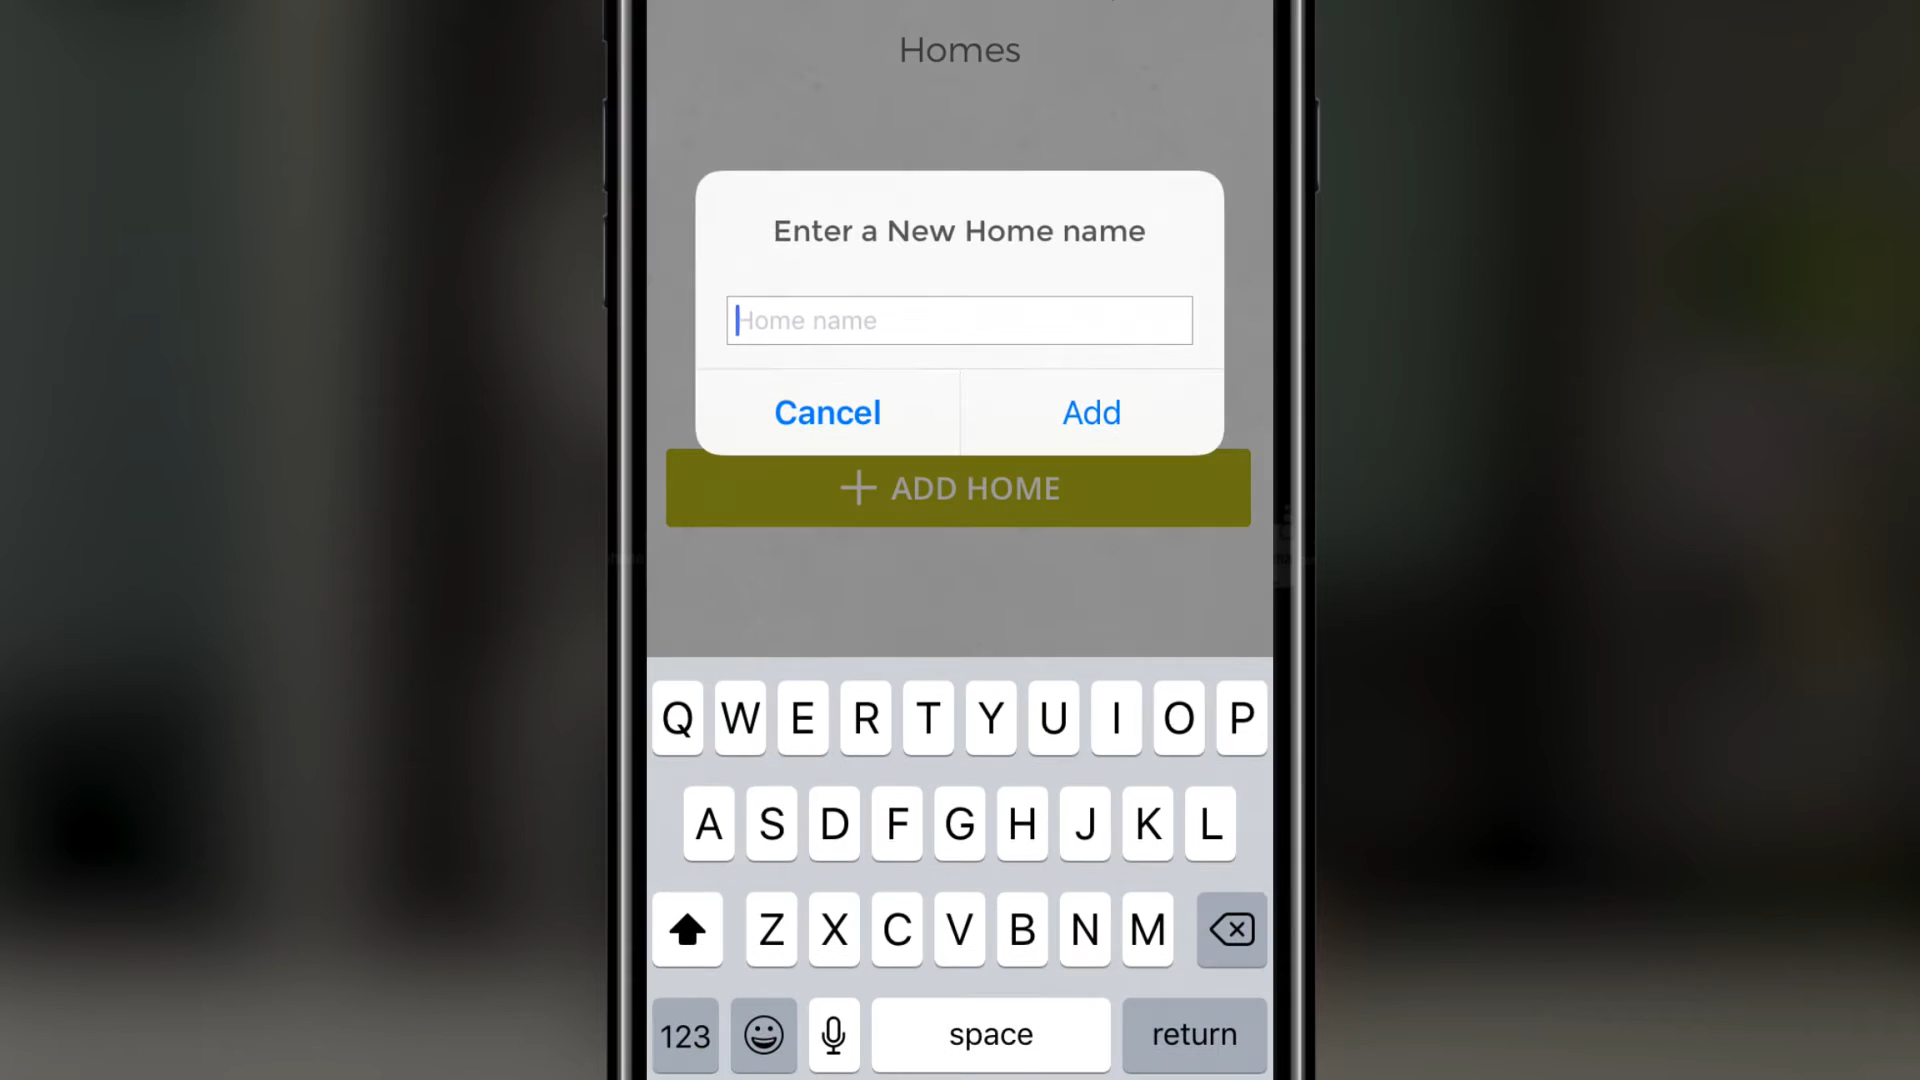 Homes
Enter a New Home name
Home name
Cancel
Add
ADD HOME
Q W E R T Y U I O P
A S D F G H J K L
Z X C V B N M
123
space
return